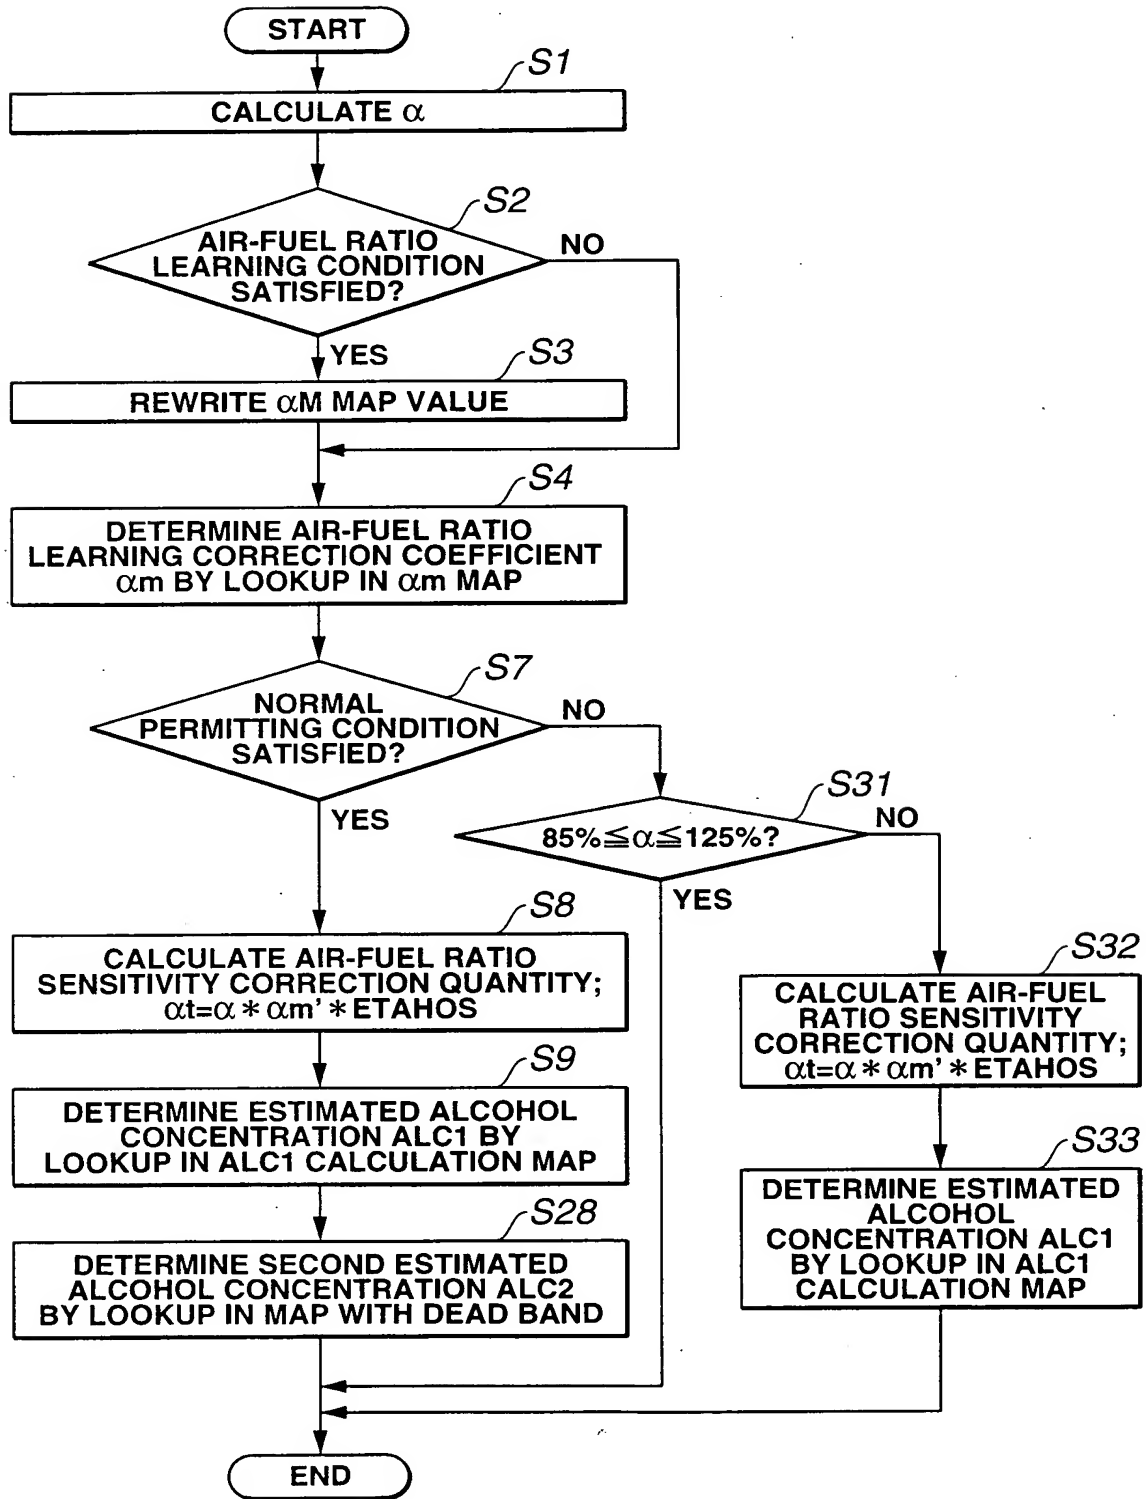 START
S1
CALCULATE α
S2
AIR-FUEL RATIO
LEARNING CONDITION
SATISFIED?
NO
YES
S3
REWRITE αM MAP VALUE
S4
DETERMINE AIR-FUEL RATIO
LEARNING CORRECTION COEFFICIENT
αm BY LOOKUP IN αm MAP
S7
NORMAL
PERMITTING CONDITION
SATISFIED?
NO
YES
S31
85%≦α≦125%?
NO
YES
S8
CALCULATE AIR-FUEL RATIO
SENSITIVITY CORRECTION QUANTITY;
αt=α * αm' * ETAHOS
S9
DETERMINE ESTIMATED ALCOHOL
CONCENTRATION ALC1 BY
LOOKUP IN ALC1 CALCULATION MAP
S28
DETERMINE SECOND ESTIMATED
ALCOHOL CONCENTRATION ALC2
BY LOOKUP IN MAP WITH DEAD BAND
S32
CALCULATE AIR-FUEL
RATIO SENSITIVITY
CORRECTION QUANTITY;
αt=α * αm' * ETAHOS
S33
DETERMINE ESTIMATED
ALCOHOL
CONCENTRATION ALC1
BY LOOKUP IN ALC1
CALCULATION MAP
END